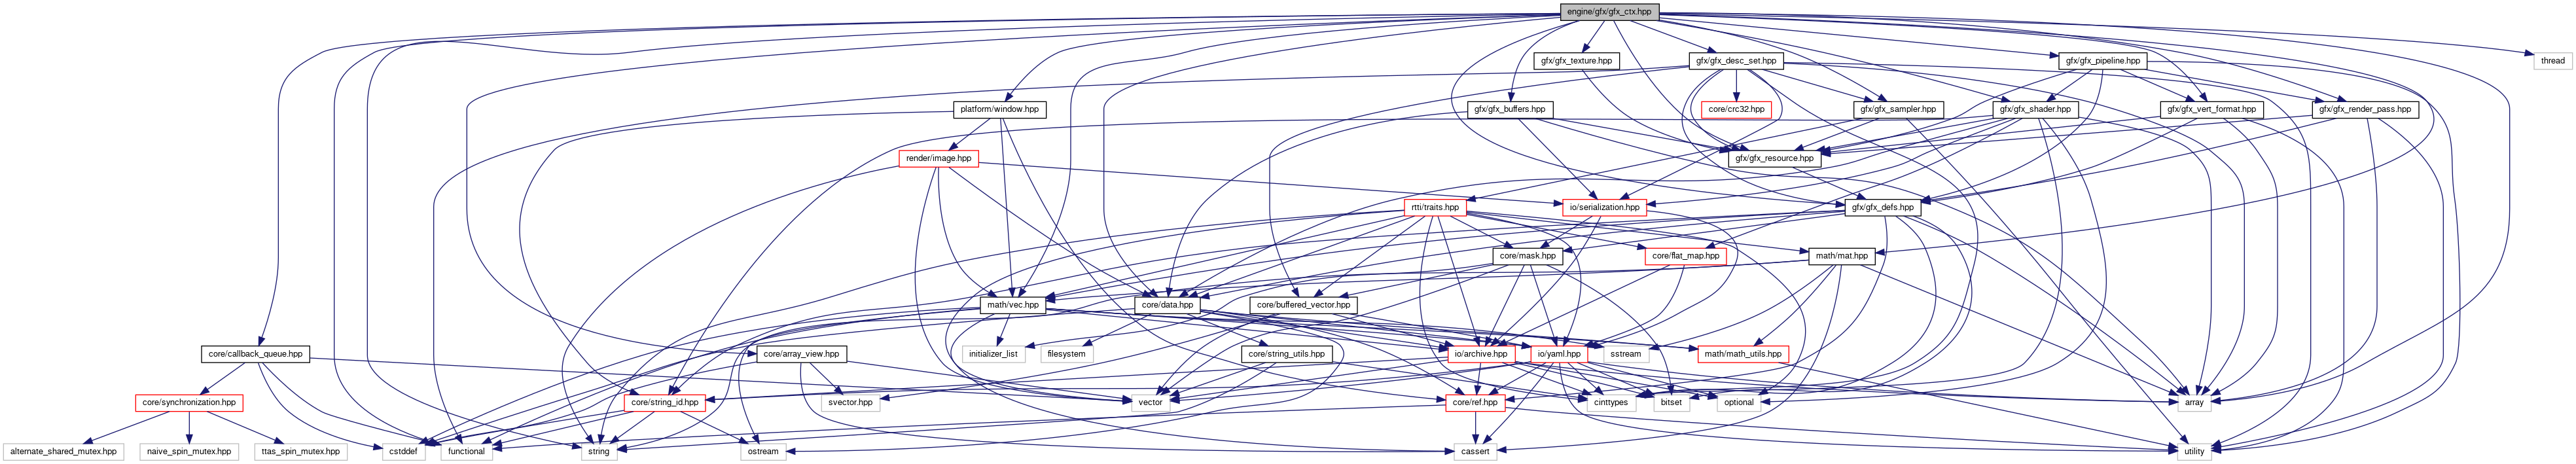 engine/gfx/gfx_ctx.hpp
gfx/gfx_texture.hpp
gfx/gfx_desc_set.hpp
gfx/gfx_pipeline.hpp
thread
platform/window.hpp
gfx/gfx_buffers.hpp
core/crc32.hpp
gfx/gfx_sampler.hpp
gfx/gfx_shader.hpp
gfx/gfx_vert_format.hpp
gfx/gfx_render_pass.hpp
render/image.hpp
gfx/gfx_resource.hpp
rtti/traits.hpp
io/serialization.hpp
gfx/gfx_defs.hpp
core/mask.hpp
core/flat_map.hpp
math/mat.hpp
math/vec.hpp
core/data.hpp
core/buffered_vector.hpp
core/callback_queue.hpp
core/array_view.hpp
initializer_list
filesystem
core/string_utils.hpp
io/archive.hpp
io/yaml.hpp
sstream
math/math_utils.hpp
core/synchronization.hpp
core/string_id.hpp
svector.hpp
vector
core/ref.hpp
cinttypes
bitset
optional
array
alternate_shared_mutex.hpp
naive_spin_mutex.hpp
ttas_spin_mutex.hpp
cstddef
functional
string
ostream
cassert
utility